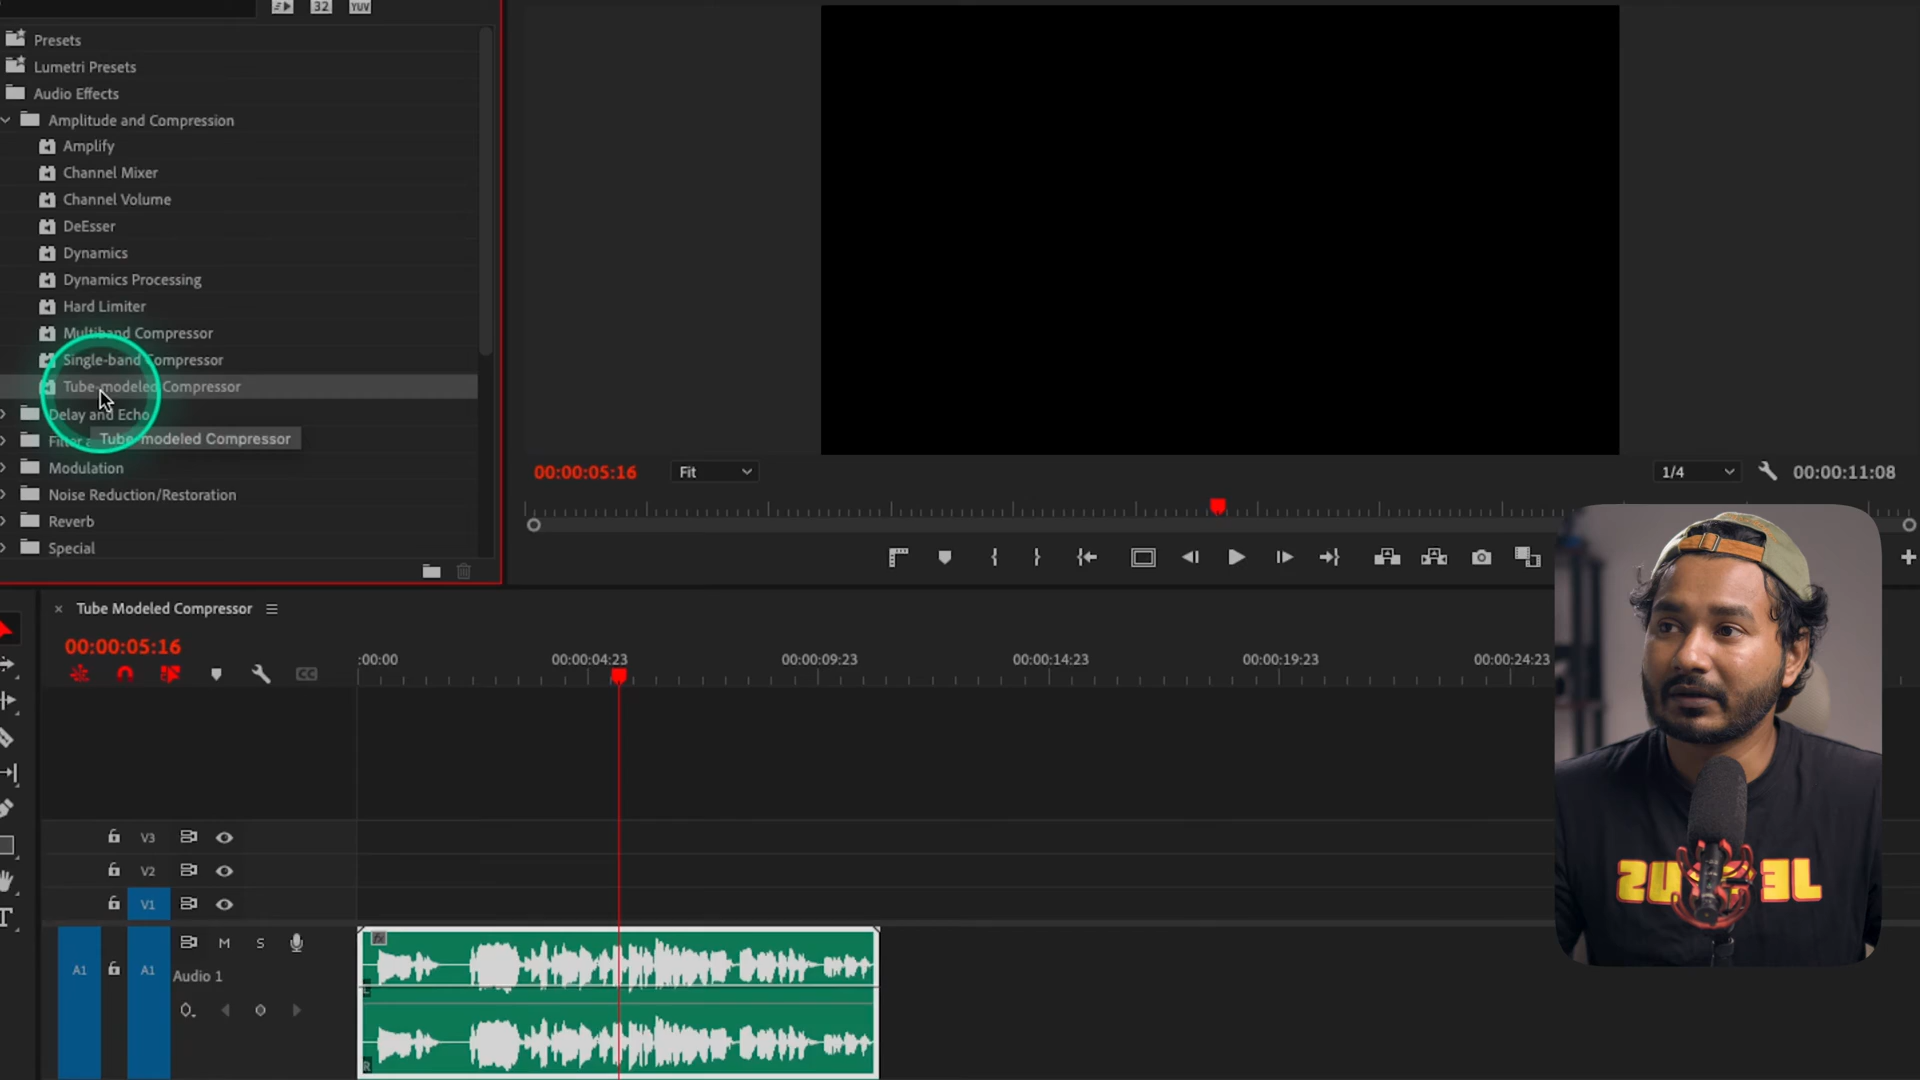 32 YUV
Presets
Lumetri Presets
Audio Effects
Amplitude and Compression
Amplify
Channel Mixer
Channel Volume
DeEsser
Dynamics
Dynamics Processing
Hard Limiter
Multiband Compressor
Single-band Compressor
Tube-modeled Compressor
Delay and Echo
Tube-modeled Compressor
Modulation
Noise Reduction/Restoration
Reverb
Special
00:00:05:16 Fit 1/4 00:00:11:08
Tube Modeled Compressor
00:00:05:16
:00:00 00:00:04:23 00:00:09:23 00:00:14:23 00:00:19:23 00:00:24:23
CC
V3
V2
V1
A1 A1 M S
Audio 1
fx
L
R